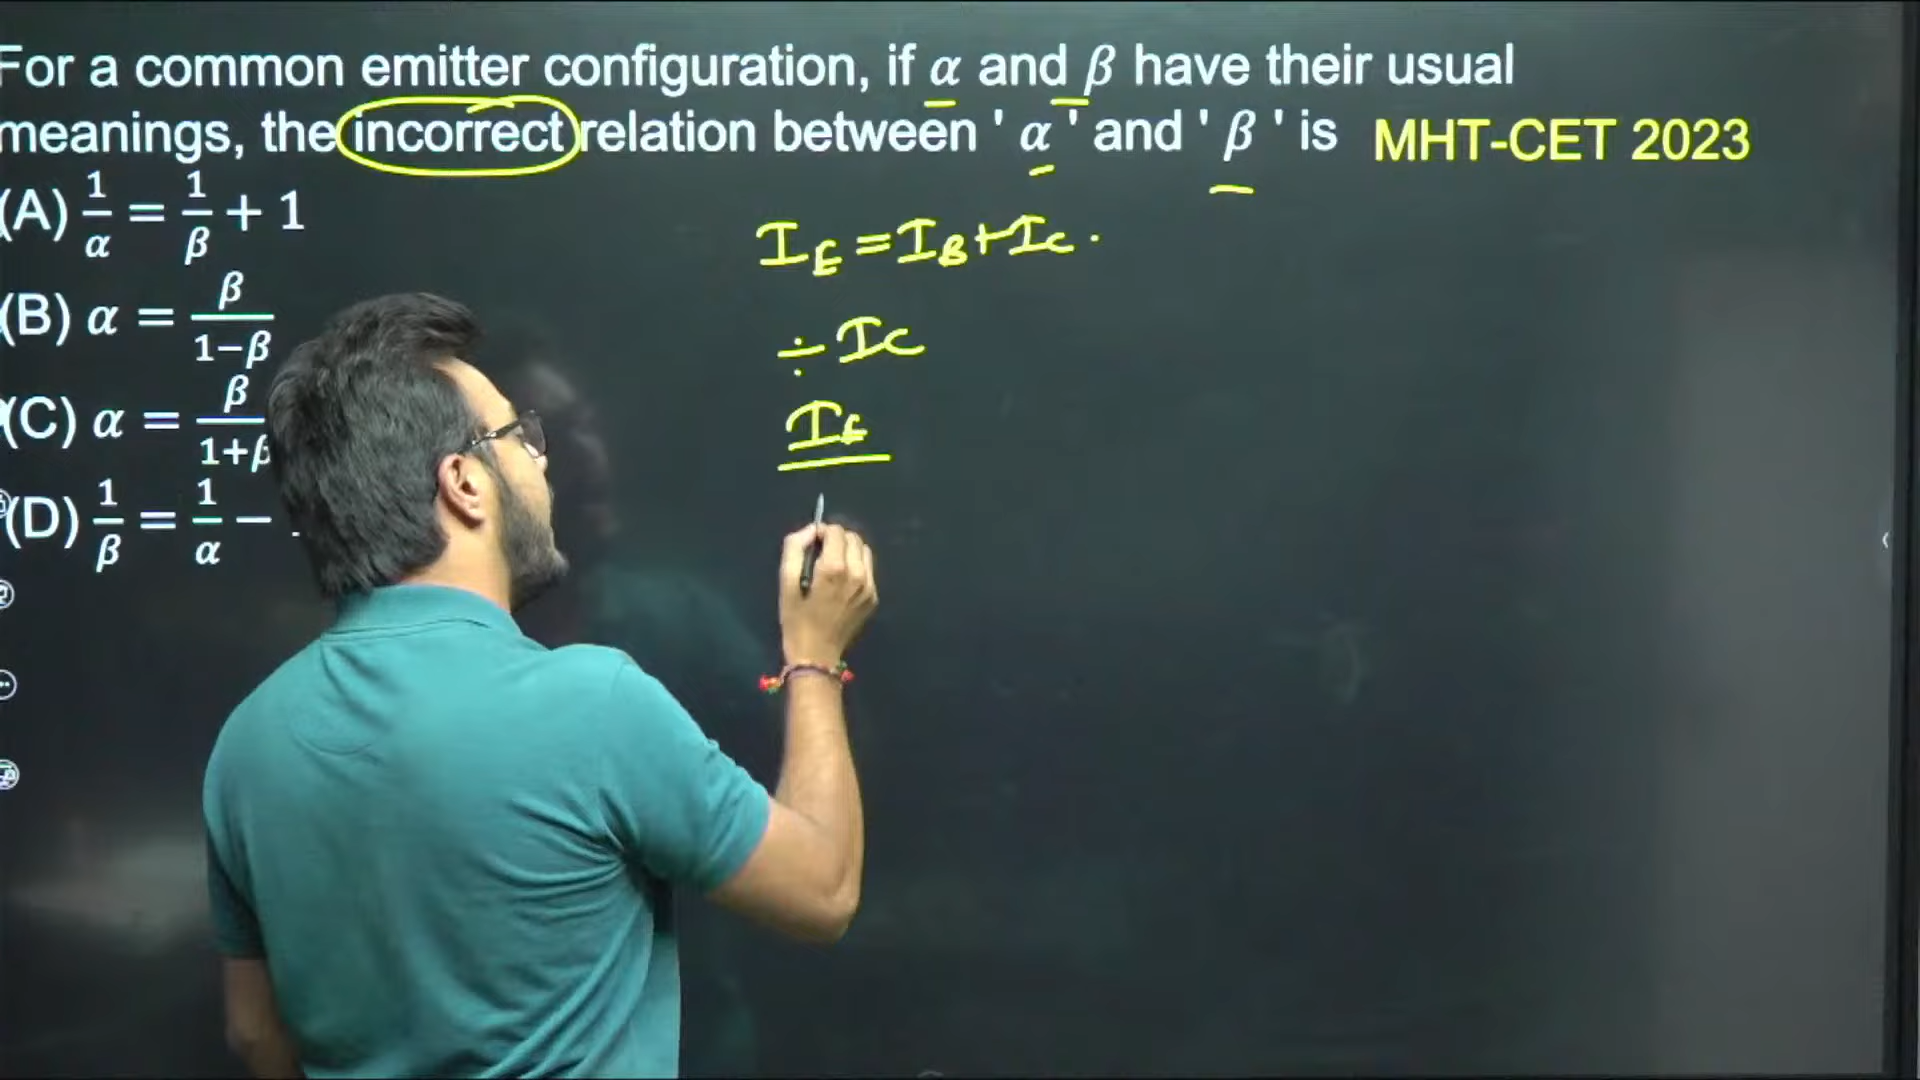 For a common emitter configuration, if α and β have their usual
meanings, the incorrect relation between ' α ' and ' β ' is MHT-CET 2023
(A) 1/α = 1/β + 1
(B) α = β/(1−β)
(C) α = β/(1+β
(D) 1/β = 1/α −
I_E = I_B + I_C .
÷ I_C
I_E